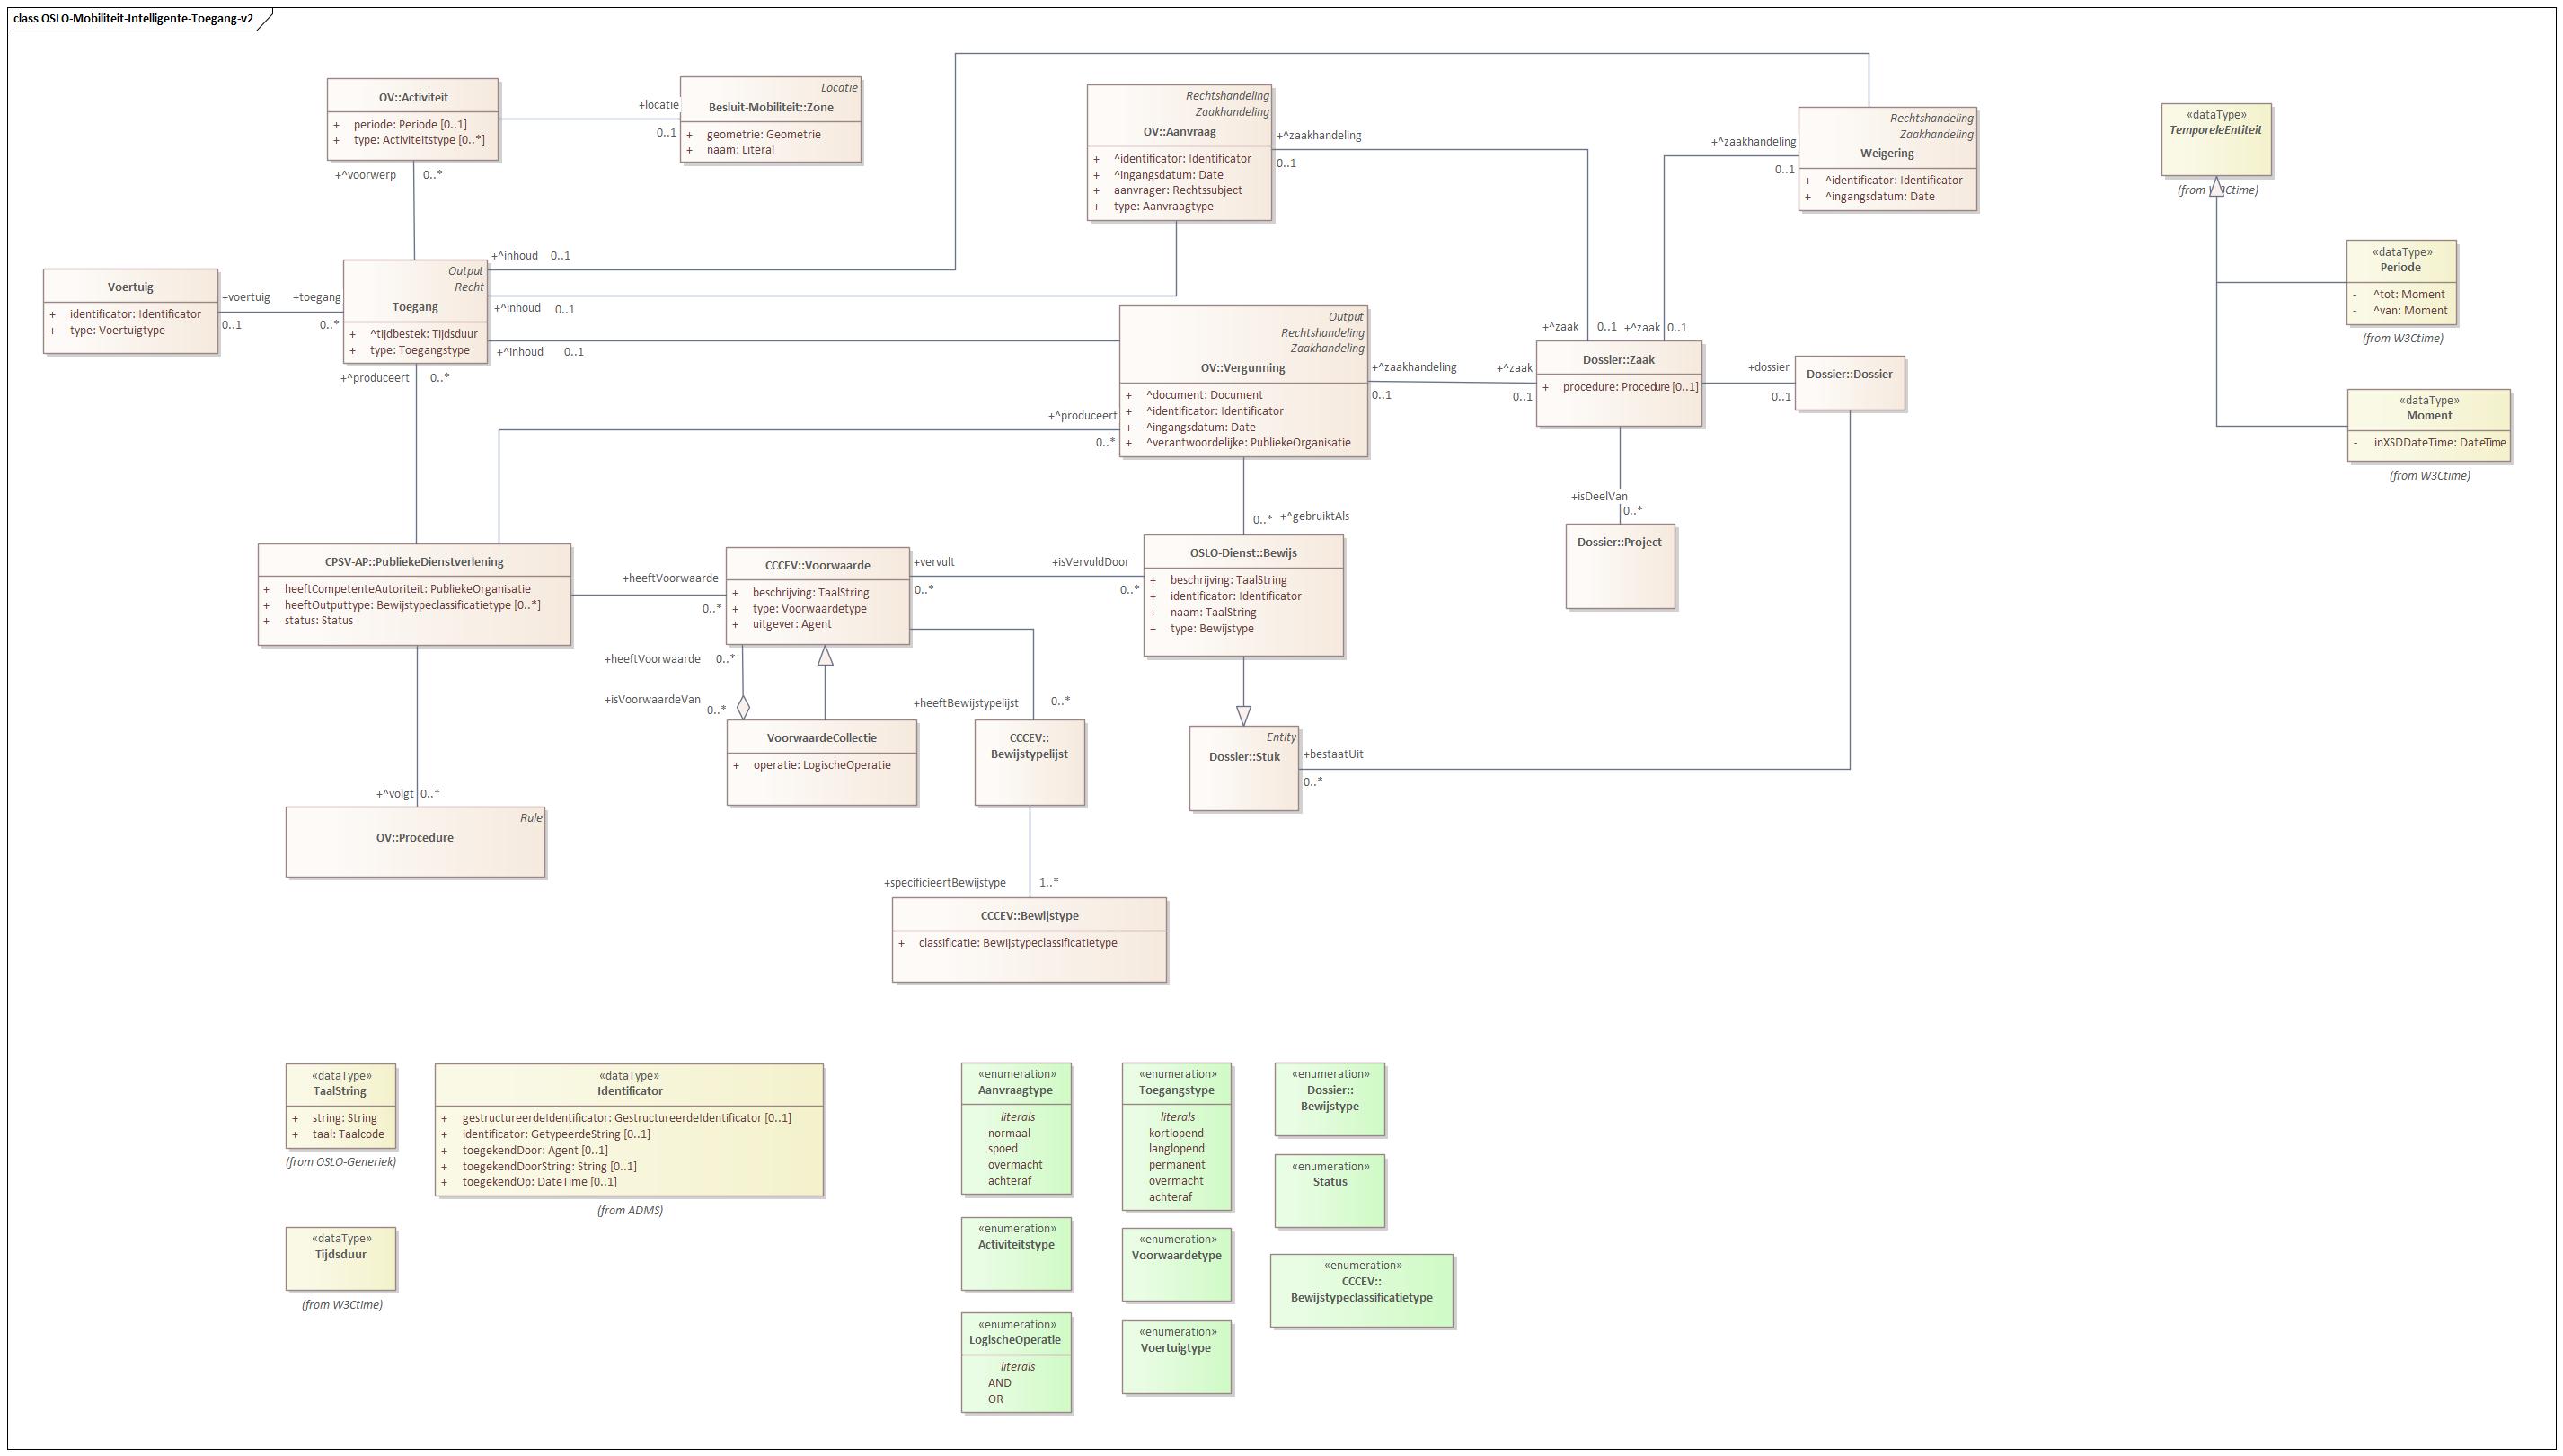 class OSLO-Mobiliteit-Intelligente-Toegang-v2
OV::Activiteit
+ periode: Periode [0..1]
+ type: Activiteitstype [0..*]
+locatie
0..1
Locatie
Besluit-Mobiliteit::Zone
+ geometrie: Geometrie
+ naam: Literal
+^voorwerp 0..*
Rechtshandeling
Zaakhandeling
OV::Aanvraag
+ ^identificator: Identificator
+ ^ingangsdatum: Date
+ aanvrager: Rechtssubject
+ type: Aanvraagtype
+^zaakhandeling
0..1
+^zaakhandeling
0..1
Rechtshandeling
Zaakhandeling
Weigering
+ ^identificator: Identificator
+ ^ingangsdatum: Date
«dataType»
TemporeleEntiteit
(from W3Ctime)
«dataType»
Periode
- ^tot: Moment
- ^van: Moment
(from W3Ctime)
«dataType»
Moment
- inXSDDateTime: DateTime
(from W3Ctime)
Voertuig
+ identificator: Identificator
+ type: Voertuigtype
+voertuig +toegang
0..1 0..*
Output
Recht
Toegang
+ ^tijdbestek: Tijdsduur
+ type: Toegangstype
+^inhoud 0..1
+^inhoud 0..1
+^inhoud 0..1
+^produceert 0..*
Output
Rechtshandeling
Zaakhandeling
OV::Vergunning
+ ^document: Document
+ ^identificator: Identificator
+ ^ingangsdatum: Date
+ ^verantwoordelijke: PubliekeOrganisatie
+^produceert
0..*
+^zaakhandeling +^zaak
0..1 0..1
+^zaak 0..1 +^zaak 0..1
Dossier::Zaak
+ procedure: Procedure [0..1]
+dossier
0..1
Dossier::Dossier
+isDeelVan
0..*
Dossier::Project
0..* +^gebruiktAls
CPSV-AP::PubliekeDienstverlening
+ heeftCompetenteAutoriteit: PubliekeOrganisatie
+ heeftOutputtype: Bewijstypeclassificatietype [0..*]
+ status: Status
+heeftVoorwaarde
0..*
CCCEV::Voorwaarde
+ beschrijving: TaalString
+ type: Voorwaardetype
+ uitgever: Agent
+vervult +isVervuldDoor
0..* 0..*
OSLO-Dienst::Bewijs
+ beschrijving: TaalString
+ identificator: Identificator
+ naam: TaalString
+ type: Bewijstype
+heeftVoorwaarde 0..*
+isVoorwaardeVan
0..*
+heeftBewijstypelijst 0..*
VoorwaardeCollectie
+ operatie: LogischeOperatie
CCCEV::
Bewijstypelijst
Entity
Dossier::Stuk
+bestaatUit
0..*
+^volgt 0..*
Rule
OV::Procedure
+specificieertBewijstype 1..*
CCCEV::Bewijstype
+ classificatie: Bewijstypeclassificatietype
«dataType»
TaalString
+ string: String
+ taal: Taalcode
(from OSLO-Generiek)
«dataType»
Identificator
+ gestructureerdeIdentificator: GestructureerdeIdentificator [0..1]
+ identificator: GetypeerdeString [0..1]
+ toegekendDoor: Agent [0..1]
+ toegekendDoorString: String [0..1]
+ toegekendOp: DateTime [0..1]
(from ADMS)
«dataType»
Tijdsduur
(from W3Ctime)
«enumeration»
Aanvraagtype
literals
normaal
spoed
overmacht
achteraf
«enumeration»
Toegangstype
literals
kortlopend
langlopend
permanent
overmacht
achteraf
«enumeration»
Dossier::
Bewijstype
«enumeration»
Status
«enumeration»
Activiteitstype
«enumeration»
Voorwaardetype
«enumeration»
CCCEV::
Bewijstypeclassificatietype
«enumeration»
LogischeOperatie
literals
AND
OR
«enumeration»
Voertuigtype